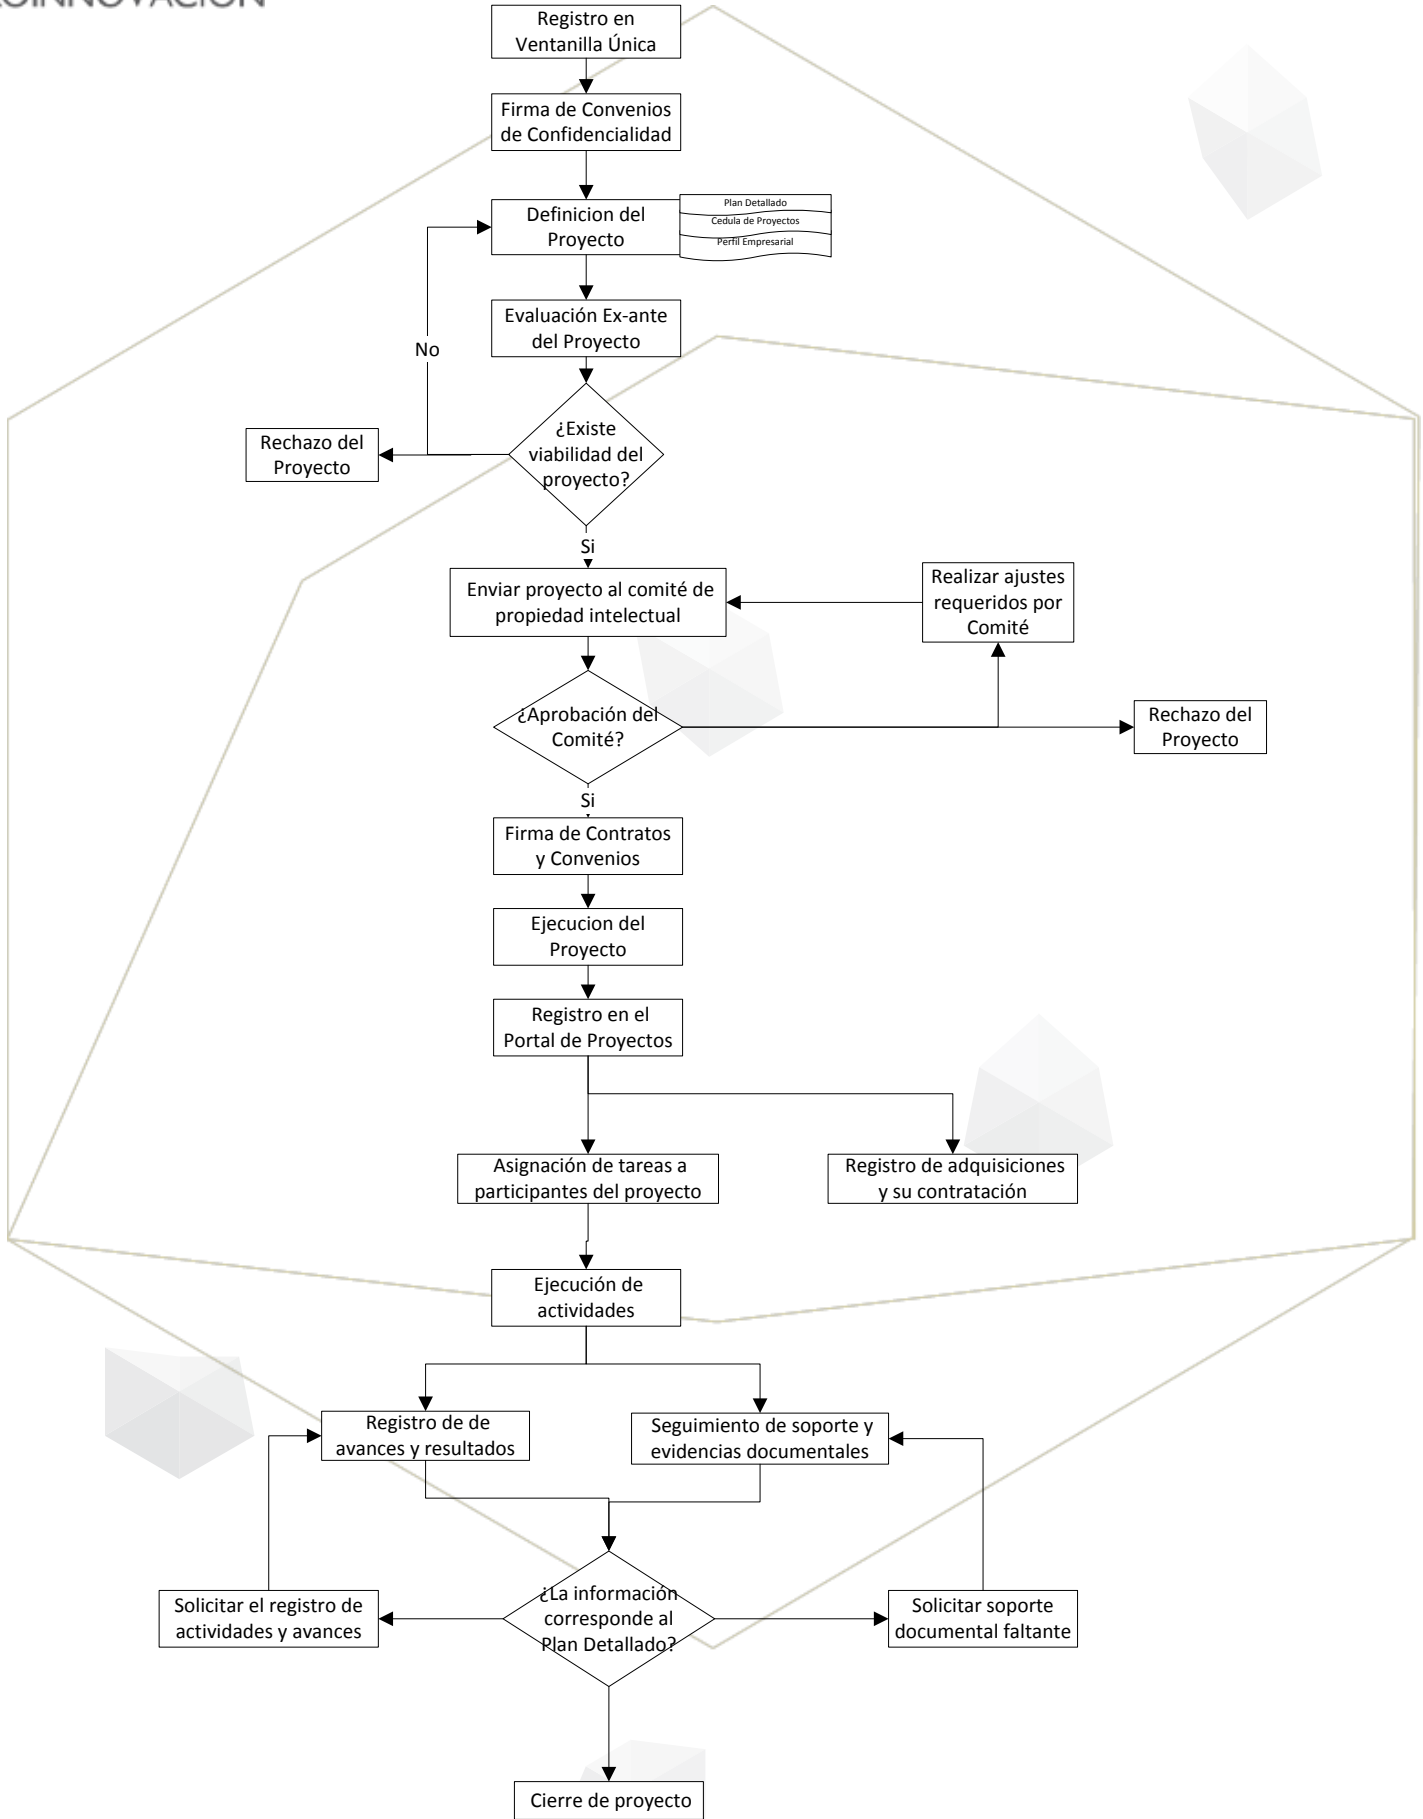 Registro en
Ventanilla Única
Firma de Convenios
de Confidencialidad
Definicion del
Proyecto
Plan Detallado
Cedula de Proyectos
Perfil Empresarial
Evaluación Ex-ante
del Proyecto
No
¿Existe
viabilidad del
proyecto?
Rechazo del
Proyecto
Si
Enviar proyecto al comité de
propiedad intelectual
Realizar ajustes
requeridos por
Comité
¿Aprobación del
Comité?
Rechazo del
Proyecto
Si
Firma de Contratos
y Convenios
Ejecucion del
Proyecto
Registro en el
Portal de Proyectos
Asignación de tareas a
participantes del proyecto
Registro de adquisiciones
y su contratación
Ejecución de
actividades
Registro de de
avances y resultados
Seguimiento de soporte y
evidencias documentales
¿La información
corresponde al
Plan Detallado?
Solicitar el registro de
actividades y avances
Solicitar soporte
documental faltante
Cierre de proyecto